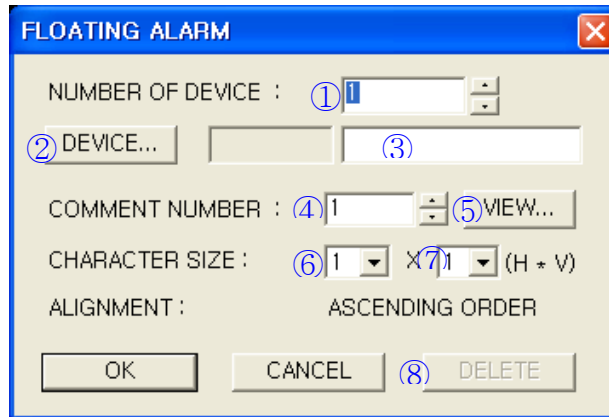 FLOATING ALARM
NUMBER OF DEVICE : ① 1
② DEVICE... ③
COMMENT NUMBER : ④ 1 ⑤ VIEW...
CHARACTER SIZE : ⑥ 1 X ⑦ 1 (H * V)
ALIGNMENT : ASCENDING ORDER
OK CANCEL ⑧ DELETE